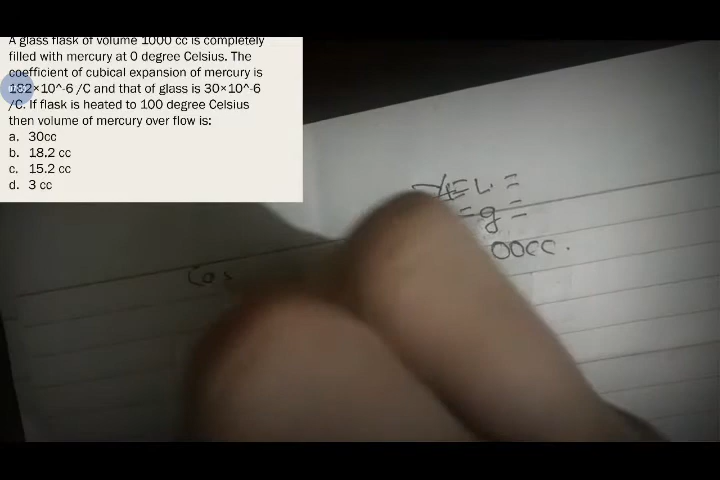 A glass flask of volume 1000 cc is completely
filled with mercury at 0 degree Celsius. The
coefficient of cubical expansion of mercury is
182×10^-6 /C and that of glass is 30×10^-6
/C. If flask is heated to 100 degree Celsius
then volume of mercury over flow is:
a. 30cc
b. 18.2 cc
c. 15.2 cc
d. 3 cc
= L =
= g =
00cc.
Cos